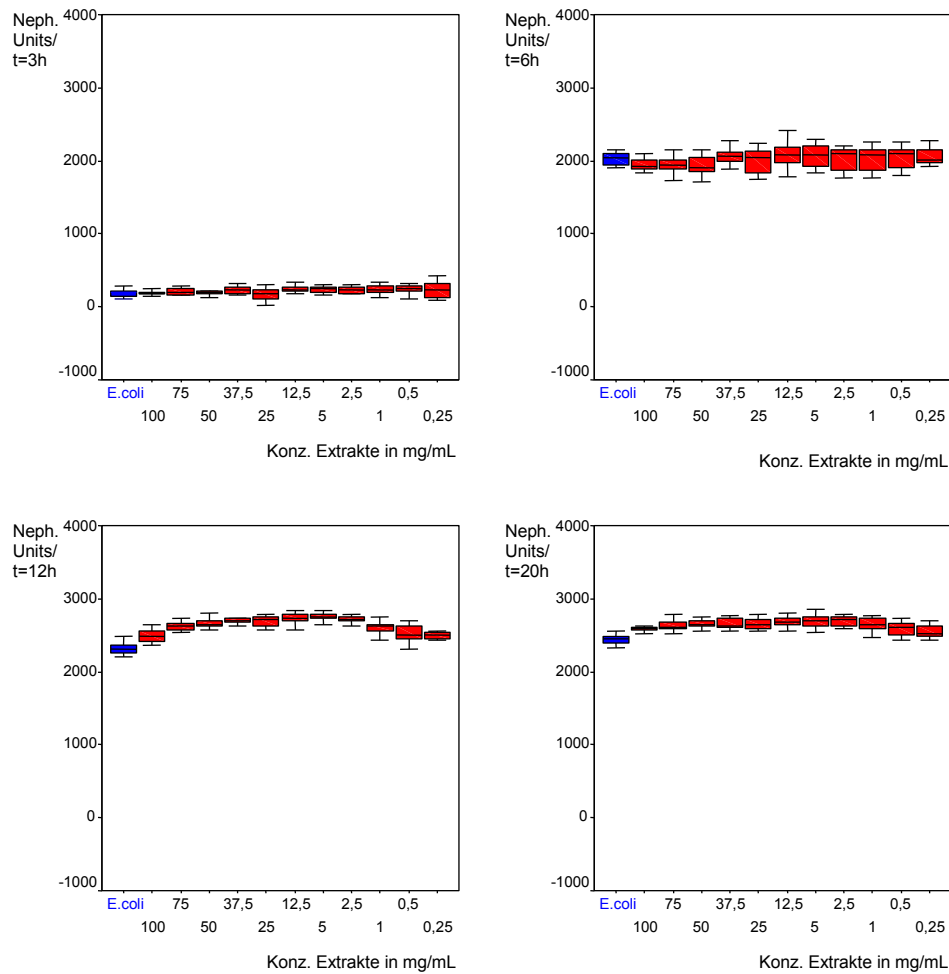 Neph.
Units/
t=3h
4000
3000
2000
1000
0
-1000
E.coli 75 37,5 12,5 2,5 0,5
100 50 25 5 1 0,25
Konz. Extrakte in mg/mL
Neph.
Units/
t=6h
4000
3000
2000
1000
0
-1000
E.coli 75 37,5 12,5 2,5 0,5
100 50 25 5 1 0,25
Konz. Extrakte in mg/mL
Neph.
Units/
t=12h
4000
3000
2000
1000
0
-1000
E.coli 75 37,5 12,5 2,5 0,5
100 50 25 5 1 0,25
Konz. Extrakte in mg/mL
Neph.
Units/
t=20h
4000
3000
2000
1000
0
-1000
E.coli 75 37,5 12,5 2,5 0,5
100 50 25 5 1 0,25
Konz. Extrakte in mg/mL